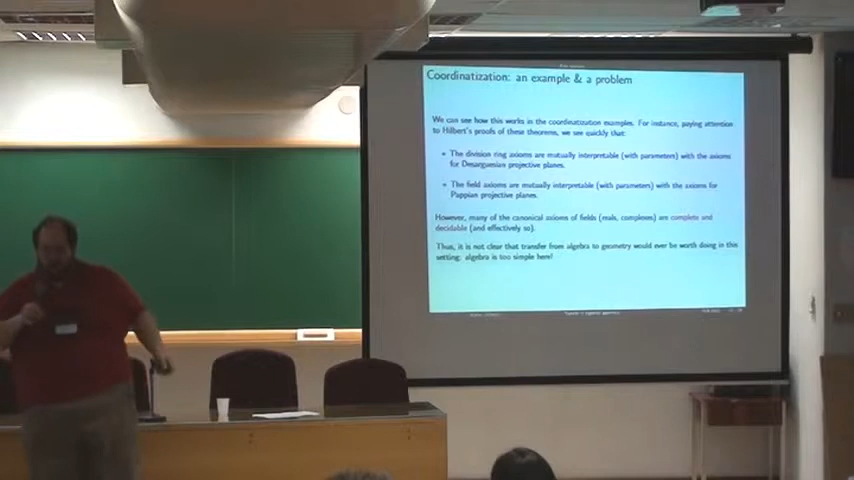 Coordinatization: an example & a problem
We can see how this works in the coordinatization examples. For instance, paying attention
to Hilbert's proofs of these theorems, we see quickly that:
• The division ring axioms are mutually interpretable (with parameters) with the axioms
for Desarguesian projective planes.
• The field axioms are mutually interpretable (with parameters) with the axioms for
Pappian projective planes.
However, many of the canonical axioms of fields (reals, complexes) are complete and
decidable (and effectively so).
Thus, it is not clear that transfer from algebra to geometry would ever be worth doing in this
setting: algebra is too simple here!